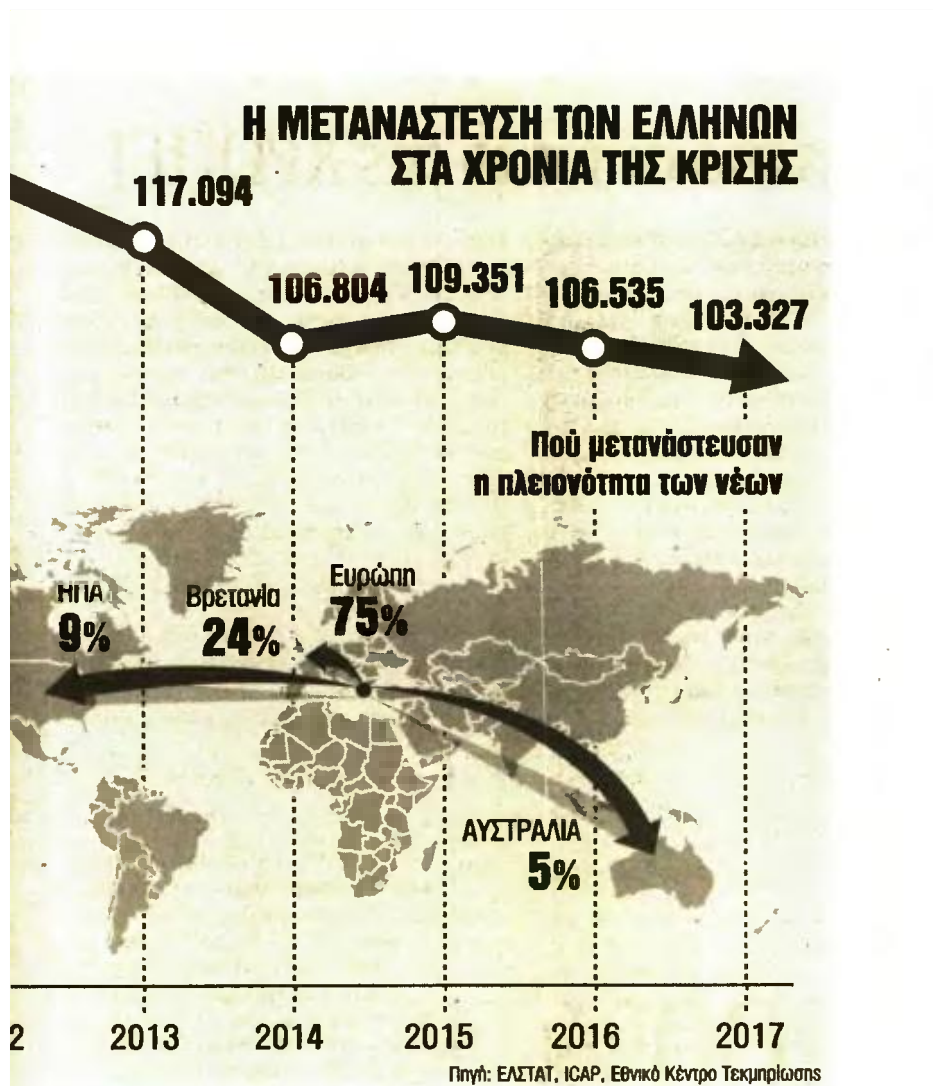 Η ΜΕΤΑΝΑΣΤΕΥΣΗ ΤΩΝ ΕΛΛΗΝΩΝ
ΣΤΑ ΧΡΟΝΙΑ ΤΗΣ ΚΡΙΣΗΣ
117.094
106.804
109.351
106.535
103.327
Πού μετανάστευσαν
η πλειονότητα των νέων
ΗΠΑ
9%
Βρετανία
24%
Ευρώπη
75%
ΑΥΣΤΡΑΛΙΑ
5%
2 2013 2014 2015 2016 2017
Πηγή: ΕΛΣΤΑΤ, ICAP, Εθνικό Κέντρο Τεκμηρίωσης